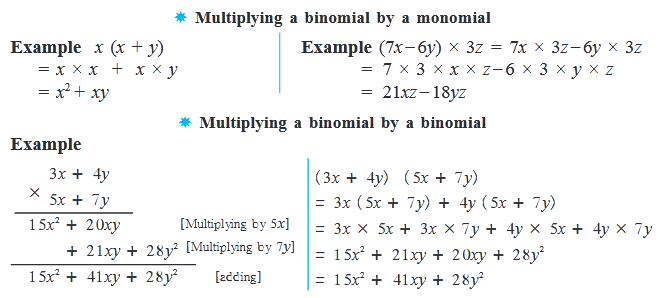 ✷ Multiplying a binomial by a monomial
Example x (x + y)
= x × x + x × y
= x² + xy
Example (7x−6y) × 3z = 7x × 3z−6y × 3z
= 7 × 3 × x × z−6 × 3 × y × z
= 21xz−18yz
✷ Multiplying a binomial by a binomial
Example
3x + 4y
× 5x + 7y
15x² + 20xy [Multiplying by 5x]
+ 21xy + 28y² [Multiplying by 7y]
15x² + 41xy + 28y² [adding]
(3x + 4y) (5x + 7y)
= 3x (5x + 7y) + 4y (5x + 7y)
= 3x × 5x + 3x × 7y + 4y × 5x + 4y × 7y
= 15x² + 21xy + 20xy + 28y²
= 15x² + 41xy + 28y²